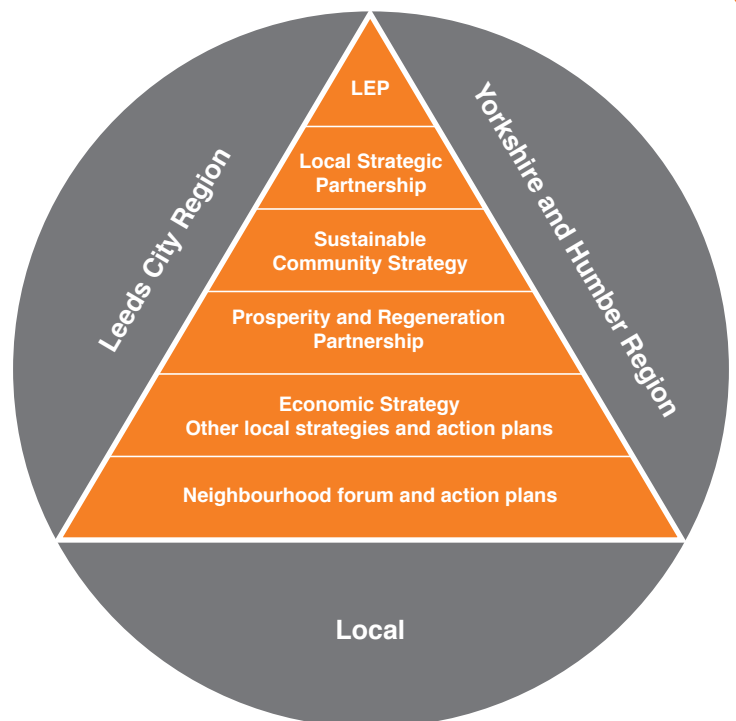 LEP
Local Strategic
Partnership
Sustainable
Community Strategy
Prosperity and Regeneration
Partnership
Economic Strategy
Other local strategies and action plans
Neighbourhood forum and action plans
Leeds City Region
Yorkshire and Humber Region
Local